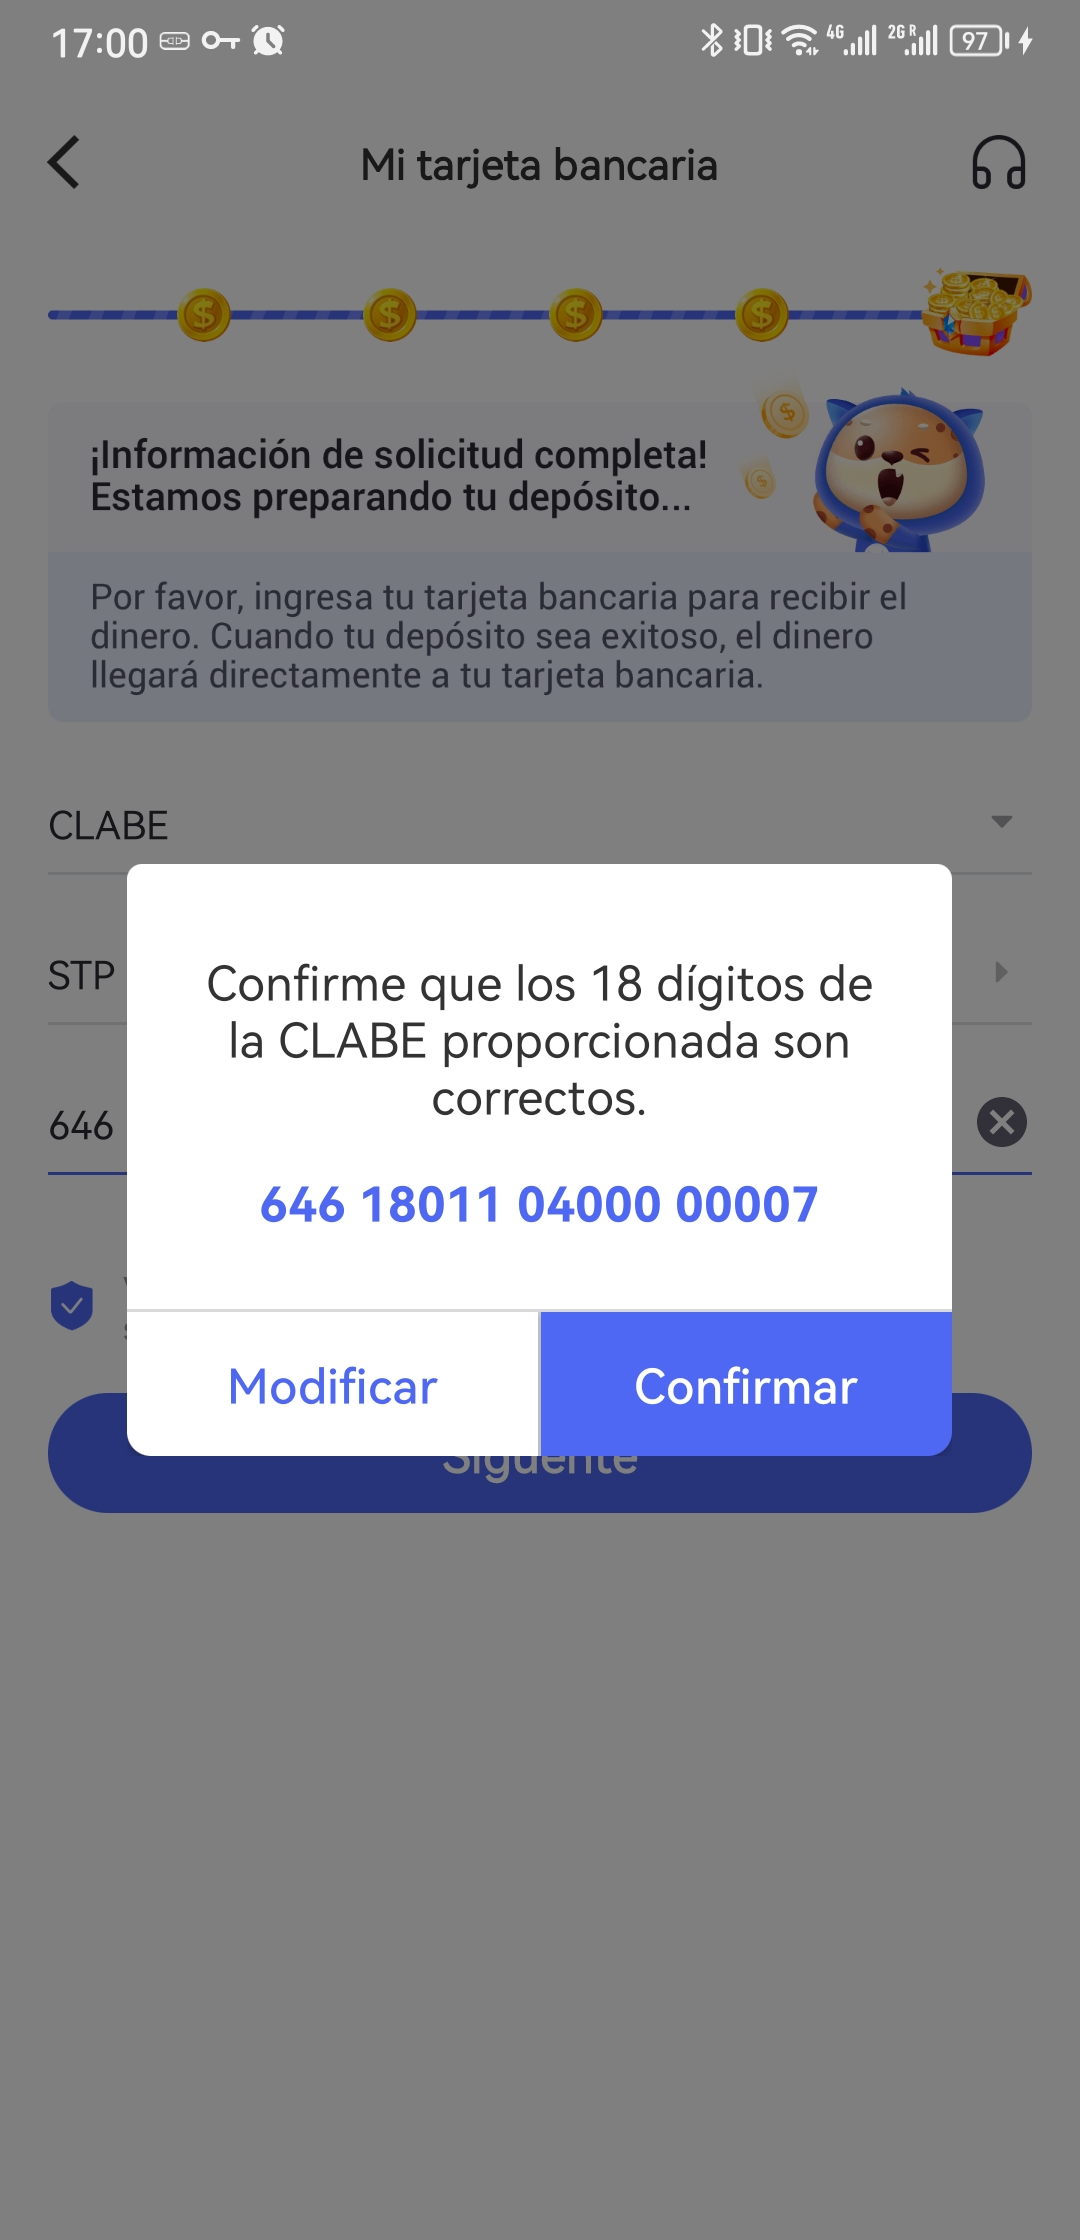 17:00
4G
2G R
97
Mi tarjeta bancaria
¡Información de solicitud completa!
Estamos preparando tu depósito...
Por favor, ingresa tu tarjeta bancaria para recibir el
dinero. Cuando tu depósito sea exitoso, el dinero
llegará directamente a tu tarjeta bancaria.
CLABE
STP
646
Confirme que los 18 dígitos de
la CLABE proporcionada son
correctos.
646 18011 04000 00007
Modificar
Confirmar
Siguente